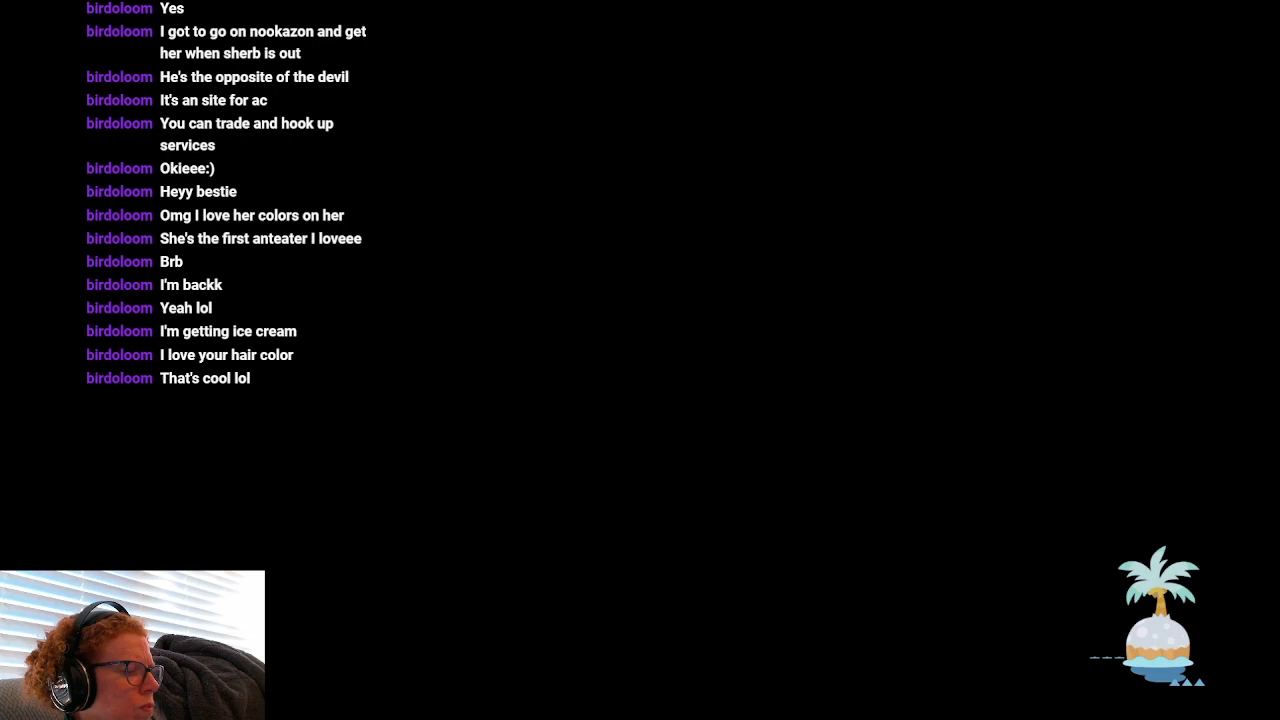 birdoloom Yes
birdoloom I got to go on nookazon and get
her when sherb is out
birdoloom He's the opposite of the devil
birdoloom It's an site for ac
birdoloom You can trade and hook up
services
birdoloom Okieee:)
birdoloom Heyy bestie
birdoloom Omg I love her colors on her
birdoloom She's the first anteater I loveee
birdoloom Brb
birdoloom I'm backk
birdoloom Yeah lol
birdoloom I'm getting ice cream
birdoloom I love your hair color
birdoloom That's cool lol